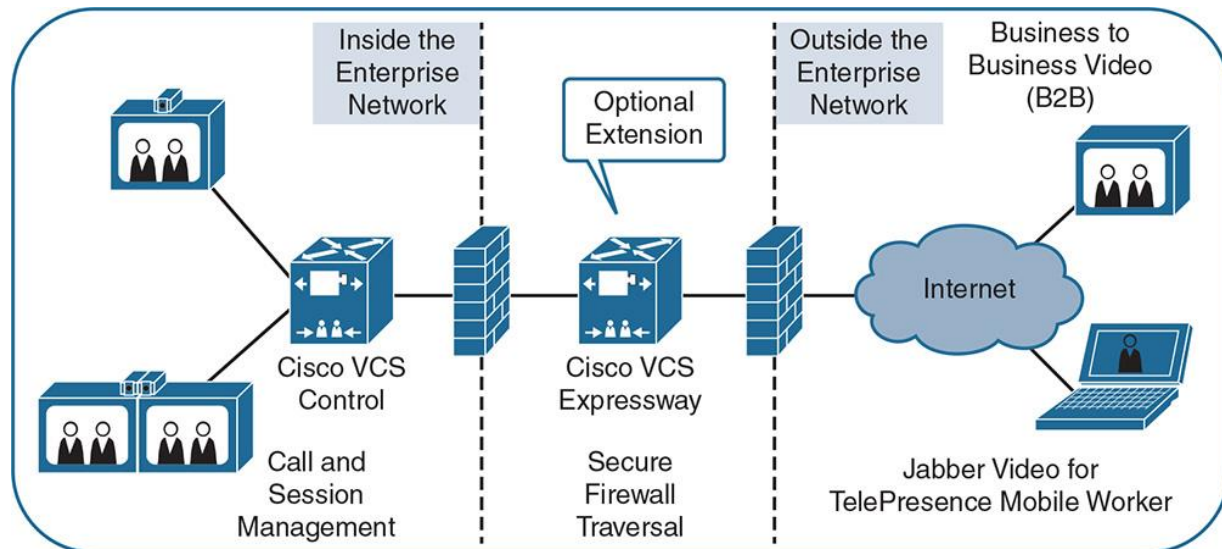 Inside the
Enterprise
Network
Optional
Extension
Outside the
Enterprise
Network
Business to
Business Video
(B2B)
Internet
Cisco VCS
Control
Cisco VCS
Expressway
Call and
Session
Management
Secure
Firewall
Traversal
Jabber Video for
TelePresence Mobile Worker